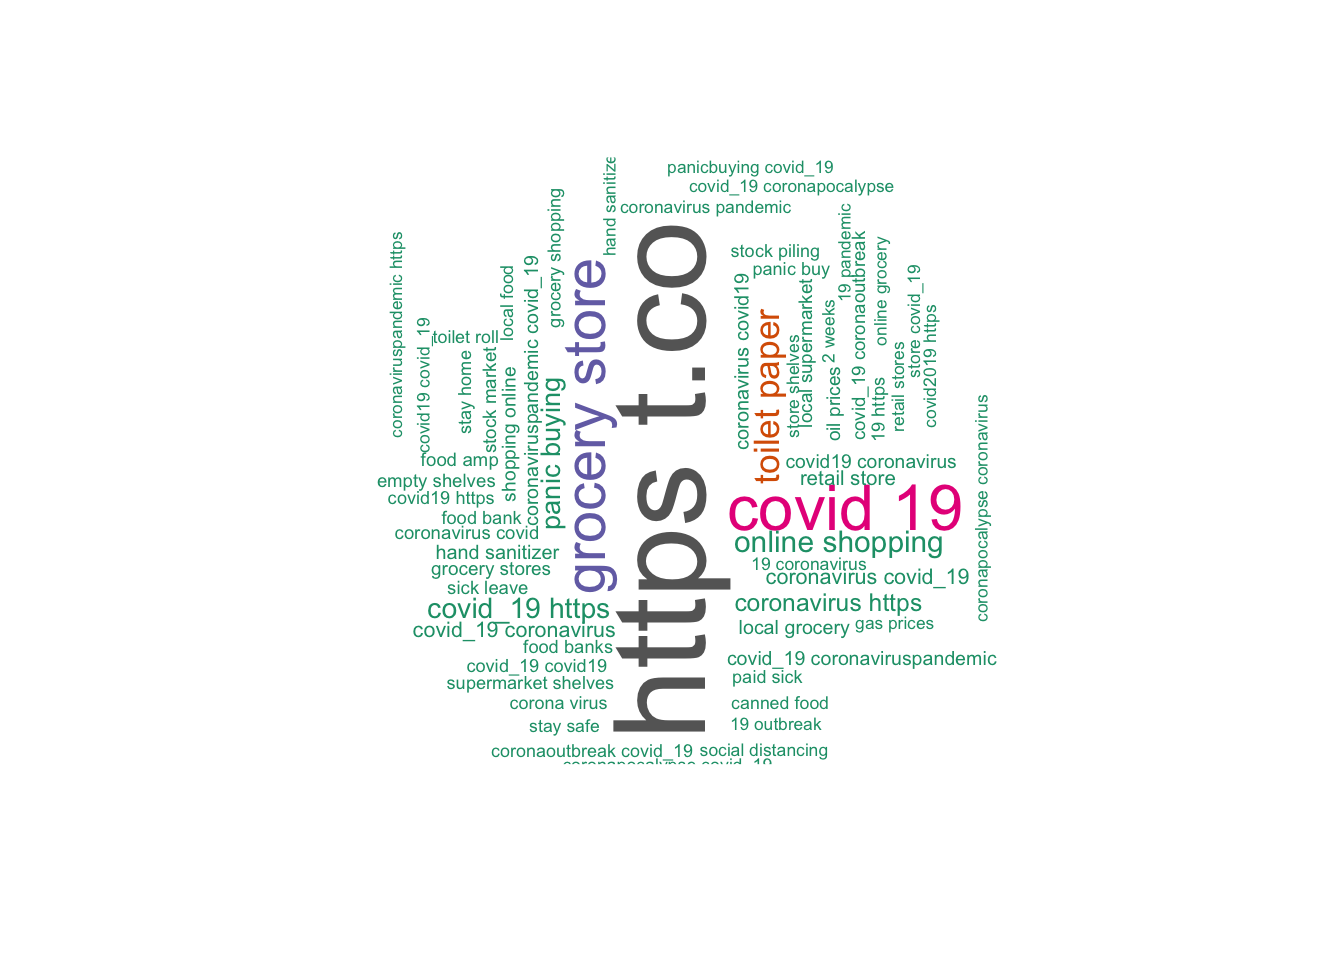 panicbuying covid_19
covid_19 coronapocalypse
coronavirus pandemic
hand sanitize
grocery shopping
coronaviruspandemic https
covid19 covid_19
toilet roll
local food
stay home
stock market
shopping online
coronaviruspandemic covid_19
panic buying
grocery store
https t.co
food amp
empty shelves
covid19 https
food bank
coronavirus covid
hand sanitizer
grocery stores
sick leave
covid_19 https
covid_19 coronavirus
food banks
covid_19 covid19
supermarket shelves
corona virus
stay safe
stock piling
panic buy
coronavirus covid19
toilet paper
store shelves
local supermarket
oil prices
2 weeks
19 pandemic
covid_19 coronaoutbreak
19 https
online grocery
retail stores
store covid_19
covid2019 https
coronapocalypse coronavirus
covid19 coronavirus
retail store
covid 19
online shopping
19 coronavirus
coronavirus covid_19
coronavirus https
local grocery
gas prices
covid_19 coronaviruspandemic
paid sick
canned food
19 outbreak
coronaoutbreak covid_19
social distancing
coronapocalypse covid_19